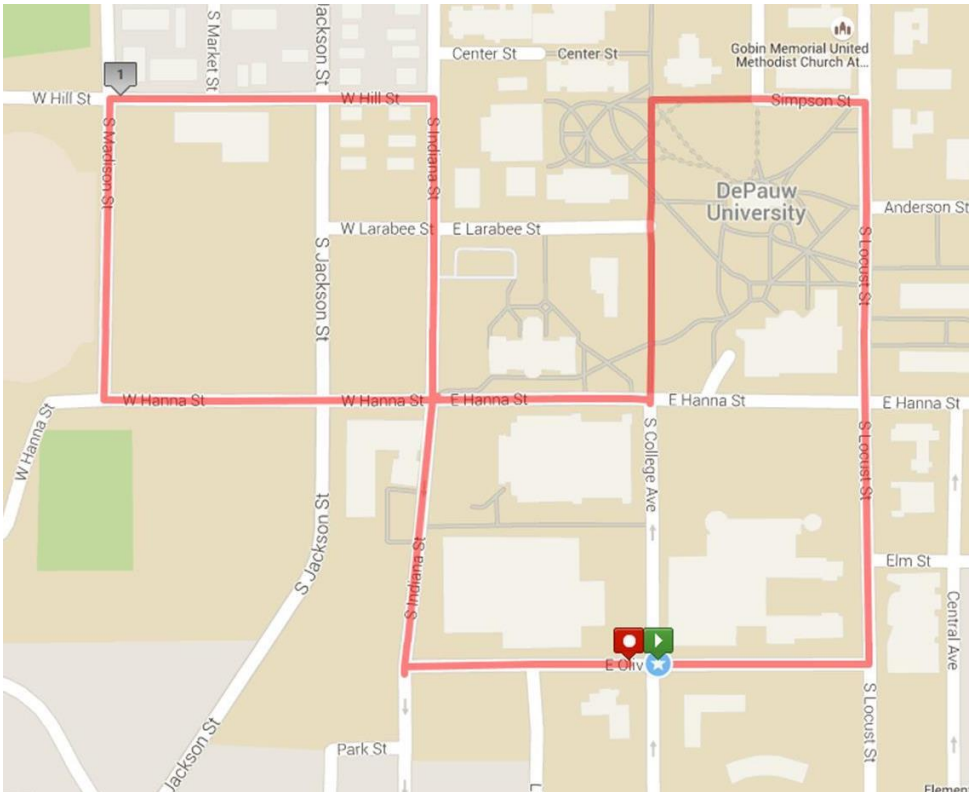 S Market St
Jackson St
Center St
Center St
Gobin Memorial United
Methodist Church At...
1
W Hill St
W Hill St
Simpson St
S Madison St
S Indiana St
DePauw
University
Anderson St
W Larabee St
E Larabee St
S Jackson St
S Locust St
W Hanna St
W Hanna St
E Hanna St
E Hanna St
E Hanna St
W Hanna St
S College Ave
S Locust St
S Jackson St
S Indiana St
Elm St
Central Ave
E Oliv
S Locust St
Jackson St
Park St
L
Element